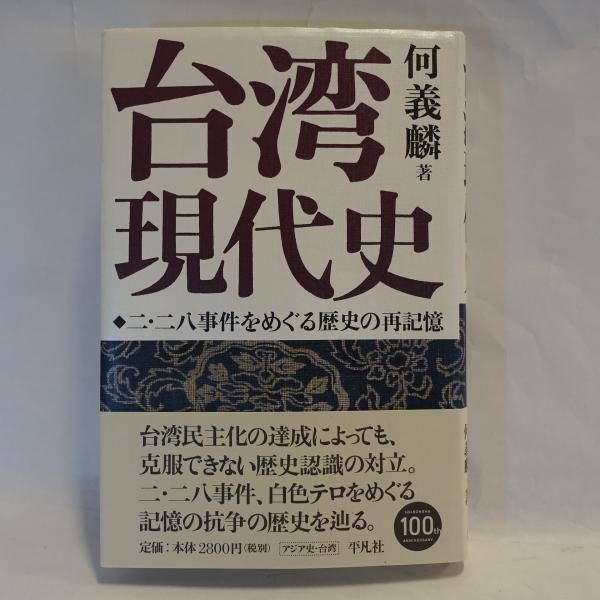 台湾
現代史
何義麟 著
◆二・二八事件をめぐる歴史の再記憶
台湾民主化の達成によっても、
克服できない歴史認識の対立。
二・二八事件、白色テロをめぐる
記憶の抗争の歴史を辿る。
定価：本体2800円（税別） アジア史・台湾 平凡社
HEIBONSHA
100th
ANNIVERSARY